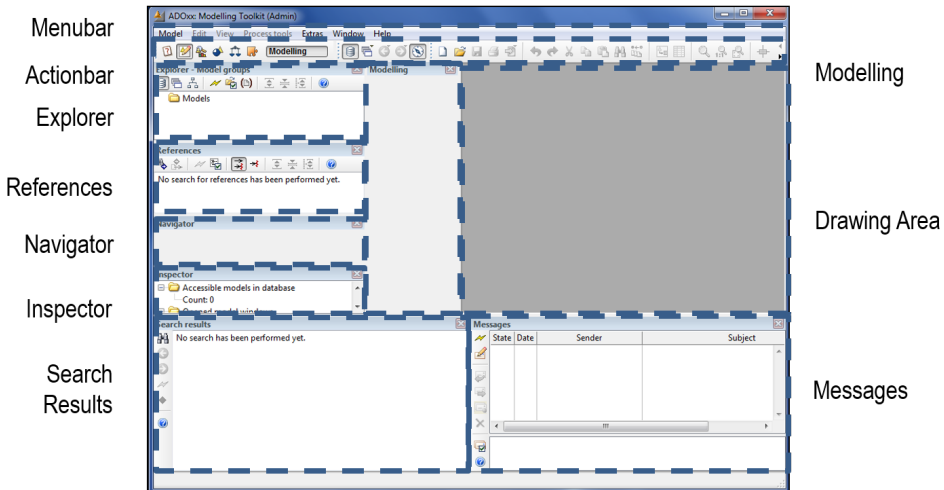 Menubar
Actionbar
Explorer
References
Navigator
Inspector
Search
Results
ADOxx: Modelling Toolkit (Admin)
Model Edit View Process tools Extras Window Help
Modelling
Explorer - Model groups
Modelling
Models
References
No search for references has been performed yet.
Navigator
Inspector
Accessible models in database
Count: 0
Search results
No search has been performed yet.
Messages
State Date Sender Subject
Modelling
Drawing Area
Messages